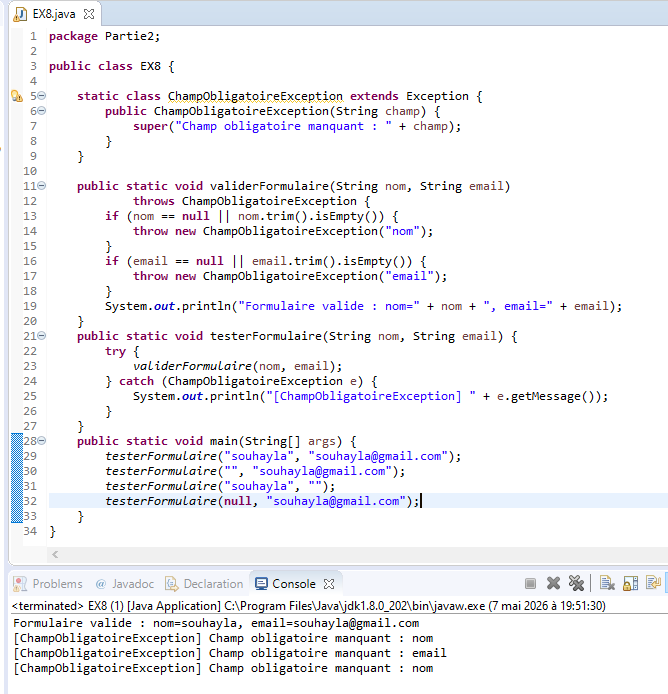 EX8.java
1 package Partie2;
2
3 public class EX8 {
4
5 static class ChampObligatoireException extends Exception {
6 public ChampObligatoireException(String champ) {
7 super("Champ obligatoire manquant : " + champ);
8 }
9 }
10
11 public static void validerFormulaire(String nom, String email)
12 throws ChampObligatoireException {
13 if (nom == null || nom.trim().isEmpty()) {
14 throw new ChampObligatoireException("nom");
15 }
16 if (email == null || email.trim().isEmpty()) {
17 throw new ChampObligatoireException("email");
18 }
19 System.out.println("Formulaire valide : nom=" + nom + ", email=" + email);
20 }
21 public static void testerFormulaire(String nom, String email) {
22 try {
23 validerFormulaire(nom, email);
24 } catch (ChampObligatoireException e) {
25 System.out.println("[ChampObligatoireException] " + e.getMessage());
26 }
27 }
28 public static void main(String[] args) {
29 testerFormulaire("souhayla", "souhayla@gmail.com");
30 testerFormulaire("", "souhayla@gmail.com");
31 testerFormulaire("souhayla", "");
32 testerFormulaire(null, "souhayla@gmail.com");
33 }
34 }
Problems @ Javadoc Declaration Console
<terminated> EX8 (1) [Java Application] C:\Program Files\Java\jdk1.8.0_202\bin\javaw.exe (7 mai 2026 à 19:51:30)
Formulaire valide : nom=souhayla, email=souhayla@gmail.com
[ChampObligatoireException] Champ obligatoire manquant : nom
[ChampObligatoireException] Champ obligatoire manquant : email
[ChampObligatoireException] Champ obligatoire manquant : nom